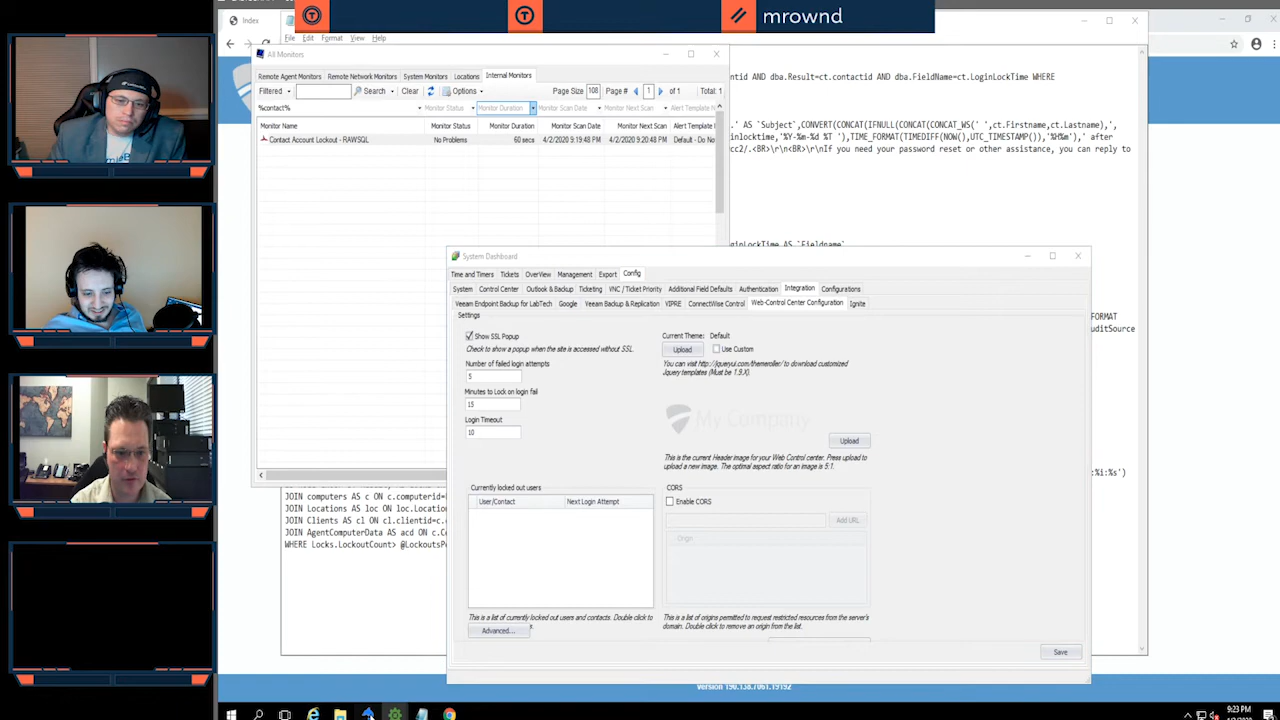 mrownd
Index
File Edit Format View Help
All Monitors
Remote Agent Monitors Remote Network Monitors System Monitors Locations Internal Monitors
Filtered Search Clear Options Page Size 108 Page # 1 of 1 Total: 1
%contact% Monitor Status Monitor Duration Monitor Scan Date Monitor Next Scan Alert Template N
Monitor Name Monitor Status Monitor Duration Monitor Scan Date Monitor Next Scan Alert Template N
Contact Account Lockout - RAWSQL No Problems 60 secs 4/2/2020 9:19:48 PM 4/2/2020 9:20:48 PM Default - Do No
ntid AND dba.Result=ct.contactid AND dba.FieldName=ct.LoginLockTime WHERE
.' AS `Subject`,CONVERT(CONCAT(IFNULL(CONCAT(CONCAT_WS(' ',ct.Firstname,ct.Lastname),',
inlocktime,'%Y-%m-%d %T '),TIME_FORMAT(TIMEDIFF(NOW(),UTC_TIMESTAMP()),'%H%m'),' after
cc2/.<BR>\r\n<BR>\r\nIf you need your password reset or other assistance, you can reply to
ginLockTime AS `Fieldname`
FORMAT
uditSource
:%i:%s')
JOIN computers AS c ON c.computerid=
JOIN Locations AS loc ON loc.Location
JOIN Clients AS cl ON cl.clientid=c.
JOIN AgentComputerData AS acd ON c.C
WHERE Locks.LockoutCount> @LockoutsP
System Dashboard
Time and Timers Tickets OverView Management Export Config
System Control Center Outlook & Backup Ticketing VNC / Ticket Priority Additional Field Defaults Authentication Integration Configurations
Veeam Endpoint Backup for LabTech Google Veeam Backup & Replication VIPRE ConnectWise Control Web-Control Center Configuration Ignite
Settings
Show SSL Popup
Check to show a popup when the site is accessed without SSL.
Number of failed login attempts
5
Minutes to Lock on login fail
15
Login Timeout
10
Current Theme: Default
Upload Use Custom
You can visit http://jqueryui.com/themeroller/ to download customized
Jquery templates (Must be 1.9.X).
My Company
Upload
This is the current Header image for your Web Control center. Press upload to
upload a new image. The optimal aspect ratio for an image is 5:1.
Currently locked out users
User/Contact Next Login Attempt
This is a list of currently locked out users and contacts. Double click to
Advanced...
CORS
Enable CORS
Add URL
Origin
This is a list of origins permitted to request restricted resources from the server's
domain. Double click to remove an origin from the list.
Save
Version 190.138.7061.19192
9:23 PM